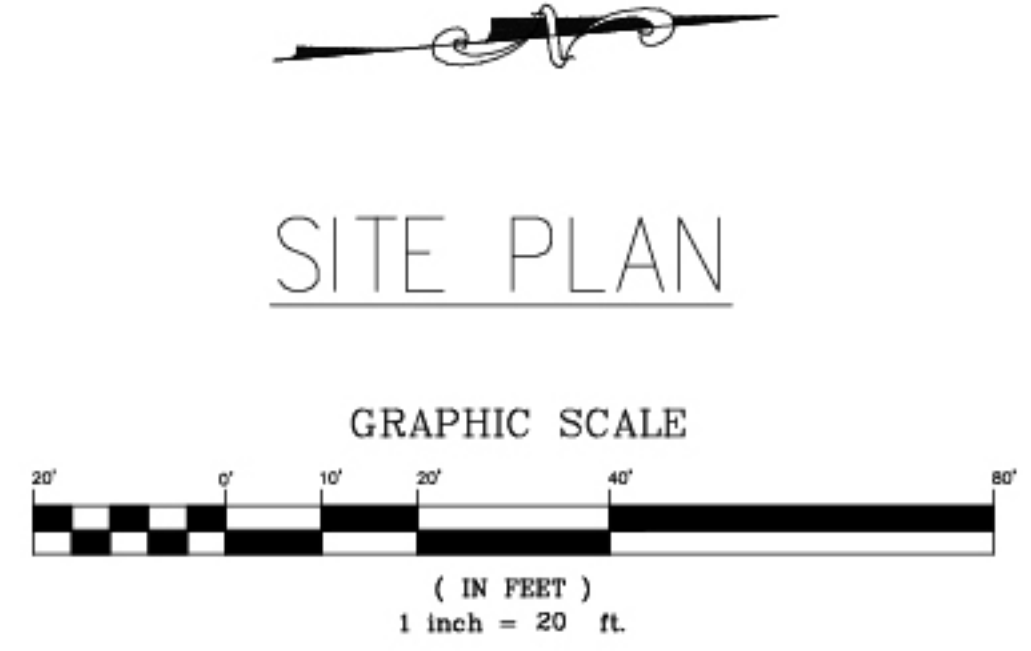 N
SITE PLAN
GRAPHIC SCALE
20' 0' 10' 20' 40' 80'
( IN FEET )
1 inch = 20 ft.